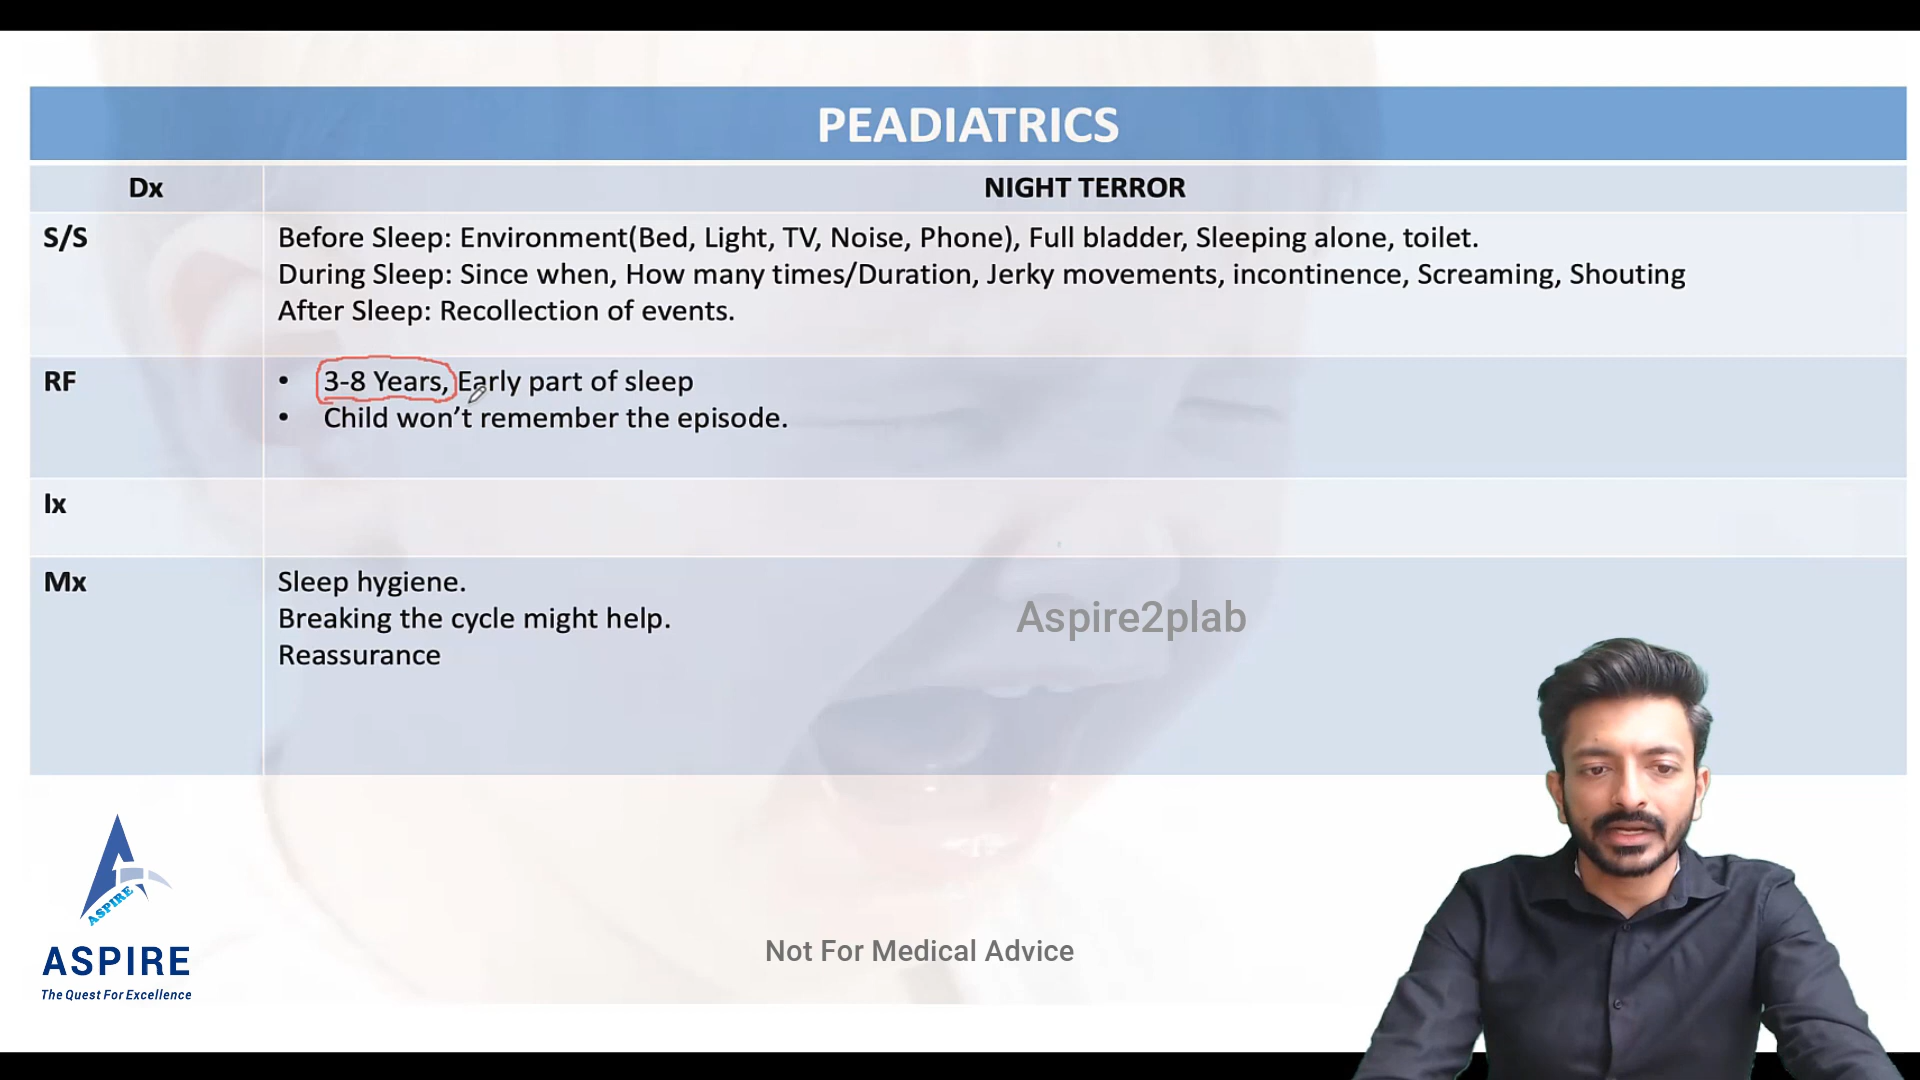 PEADIATRICS
Dx
NIGHT TERROR
S/S
Before Sleep: Environment(Bed, Light, TV, Noise, Phone), Full bladder, Sleeping alone, toilet.
During Sleep: Since when, How many times/Duration, Jerky movements, incontinence, Screaming, Shouting
After Sleep: Recollection of events.
RF
• 3-8 Years, Early part of sleep
• Child won’t remember the episode.
Ix
Mx
Sleep hygiene.
Breaking the cycle might help.
Reassurance
Aspire2plab
ASPIRE
ASPIRE
The Quest For Excellence
Not For Medical Advice